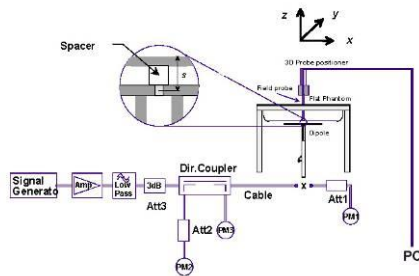 z
y
x
Spacer
s
3D Probe positioner
Field probe
Flat Phantom
Dipole
Signal
Generato
Amp
Low
Pass
3dB
Att3
Dir.Coupler
Cable
x
Att1
PM1
Att2
PM3
PM2
PC